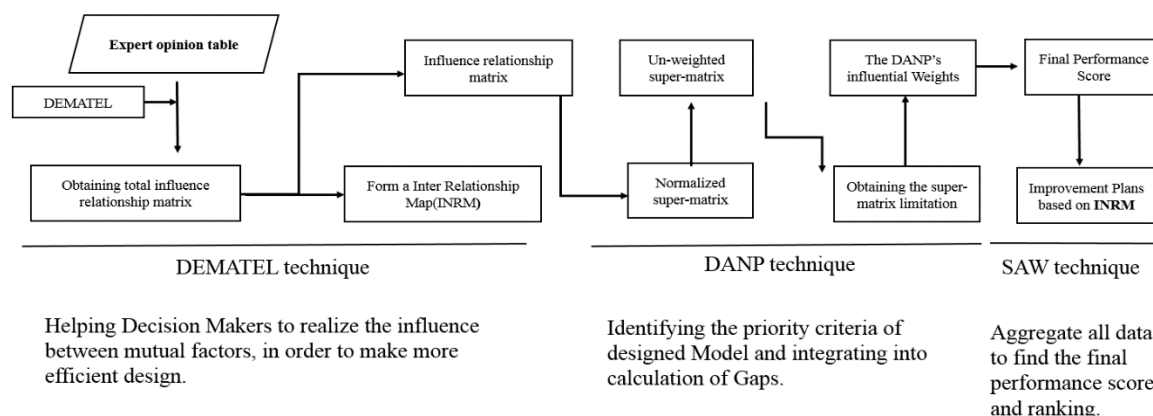 Expert opinion table
DEMATEL
Obtaining total influence
relationship matrix
Influence relationship
matrix
Form a Inter Relationship
Map(INRM)
Un-weighted
super-matrix
Normalized
super-matrix
The DANP's
influential Weights
Obtaining the super-
matrix limitation
Final Performance
Score
Improvement Plans
based on INRM
DEMATEL technique
DANP technique
SAW technique
Helping Decision Makers to realize the influence
between mutual factors, in order to make more
efficient design.
Identifying the priority criteria of
designed Model and integrating into
calculation of Gaps.
Aggregate all data
to find the final
performance score
and ranking.